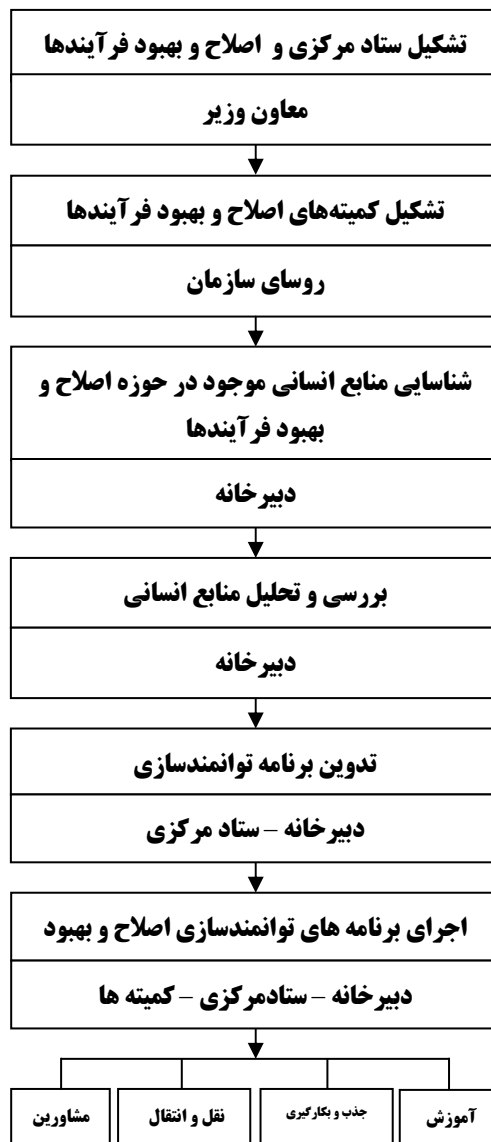 تشکیل ستاد مرکزی و اصلاح و بهبود فرآیندها
معاون وزیر
تشکیل کمیته‌های اصلاح و بهبود فرآیندها
روسای سازمان
شناسایی منابع انسانی موجود در حوزه اصلاح و
بهبود فرآیندها
دبیرخانه
بررسی و تحلیل منابع انسانی
دبیرخانه
تدوین برنامه توانمندسازی
دبیرخانه – ستاد مرکزی
اجرای برنامه های توانمندسازی اصلاح و بهبود
دبیرخانه – ستادمرکزی – کمیته ها
آموزش
جذب و بکارگیری
نقل و انتقال
مشاورین